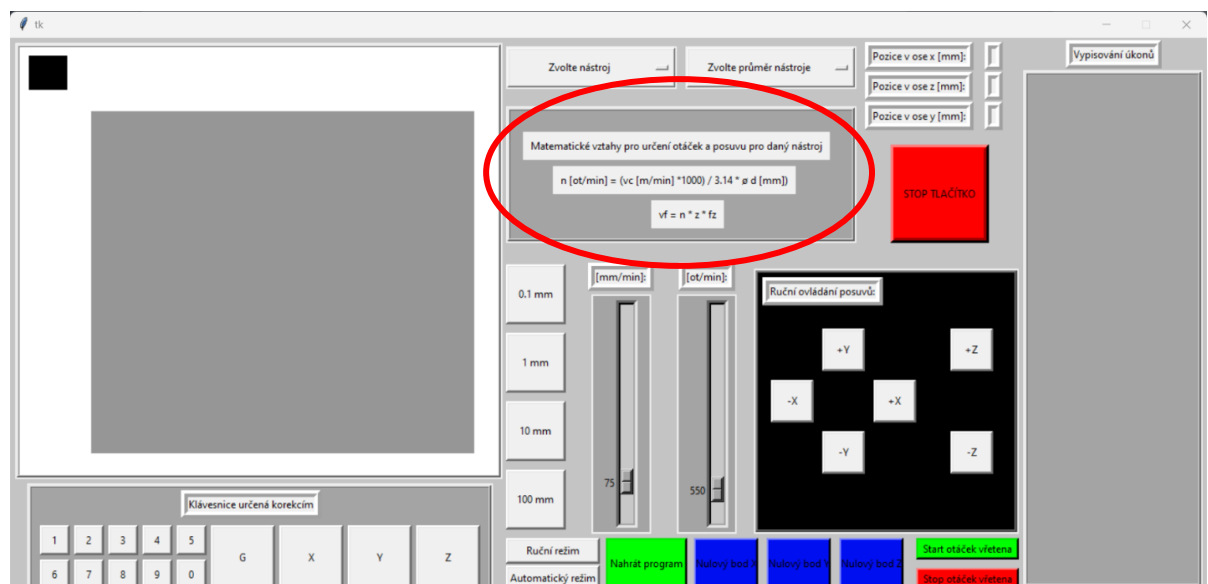 tk
Zvolte nástroj
Zvolte průměr nástroje
Pozice v ose x [mm]:
Pozice v ose z [mm]:
Pozice v ose y [mm]:
Vypisování úkonů
Matematické vztahy pro určení otáček a posuvu pro daný nástroj
n [ot/min] = (vc [m/min] *1000) / 3.14 * ø d [mm])
vf = n * z * fz
STOP TLAČÍTKO
[mm/min]:
[ot/min]:
0.1 mm
1 mm
10 mm
100 mm
75
550
Ruční ovládání posuvů:
+Y
+Z
-X
+X
-Y
-Z
Klávesnice určená korekcím
1 2 3 4 5
6 7 8 9 0
G X Y Z
Ruční režim
Automatický režim
Nahrát program
Nulový bod X
Nulový bod Y
Nulový bod Z
Start otáček vřetena
Stop otáček vřetena